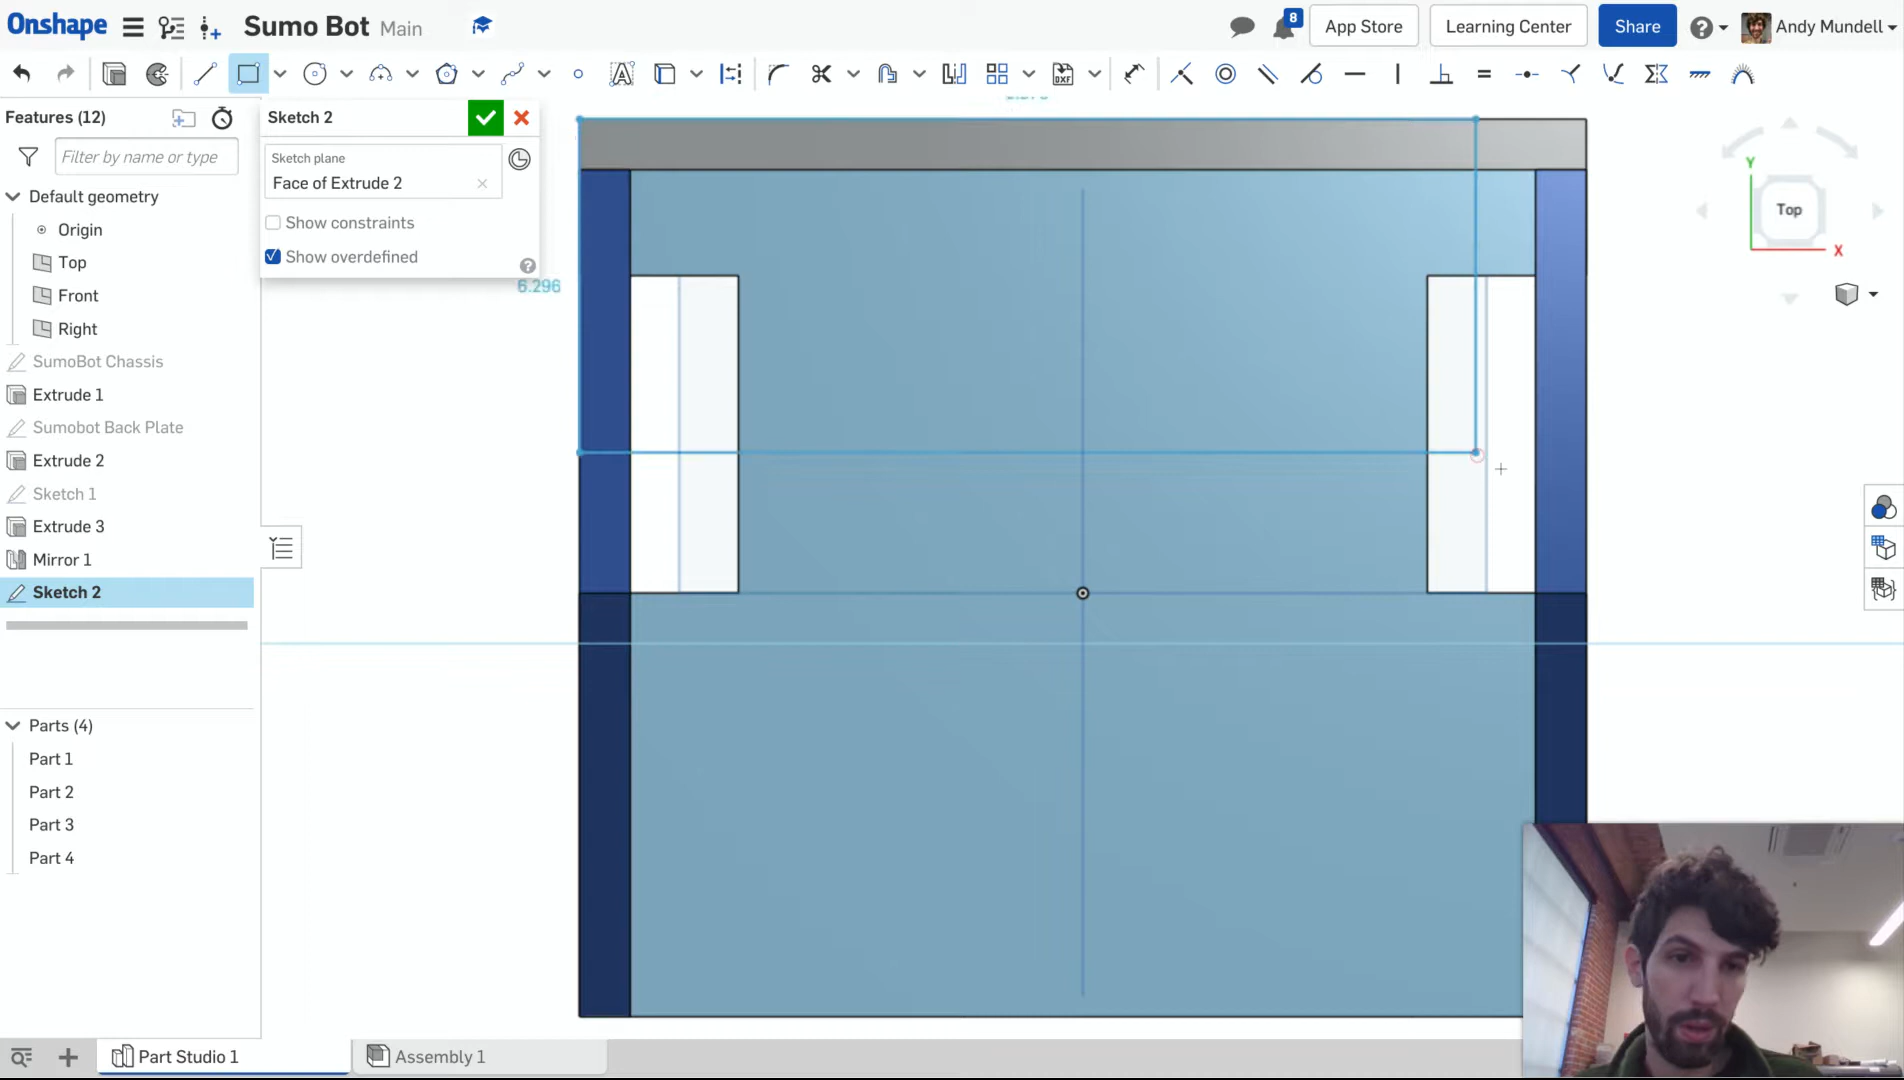 Onshape
Sumo Bot Main
8
App Store
Learning Center
Share
Andy Mundell
DXF
Features (12)
Filter by name or type
Default geometry
Origin
Top
Front
Right
SumoBot Chassis
Extrude 1
Sumobot Back Plate
Extrude 2
Sketch 1
Extrude 3
Mirror 1
Sketch 2
Parts (4)
Part 1
Part 2
Part 3
Part 4
Sketch 2
Sketch plane
Face of Extrude 2
Show constraints
Show overdefined
6.296
Y
Top
X
Part Studio 1
Assembly 1